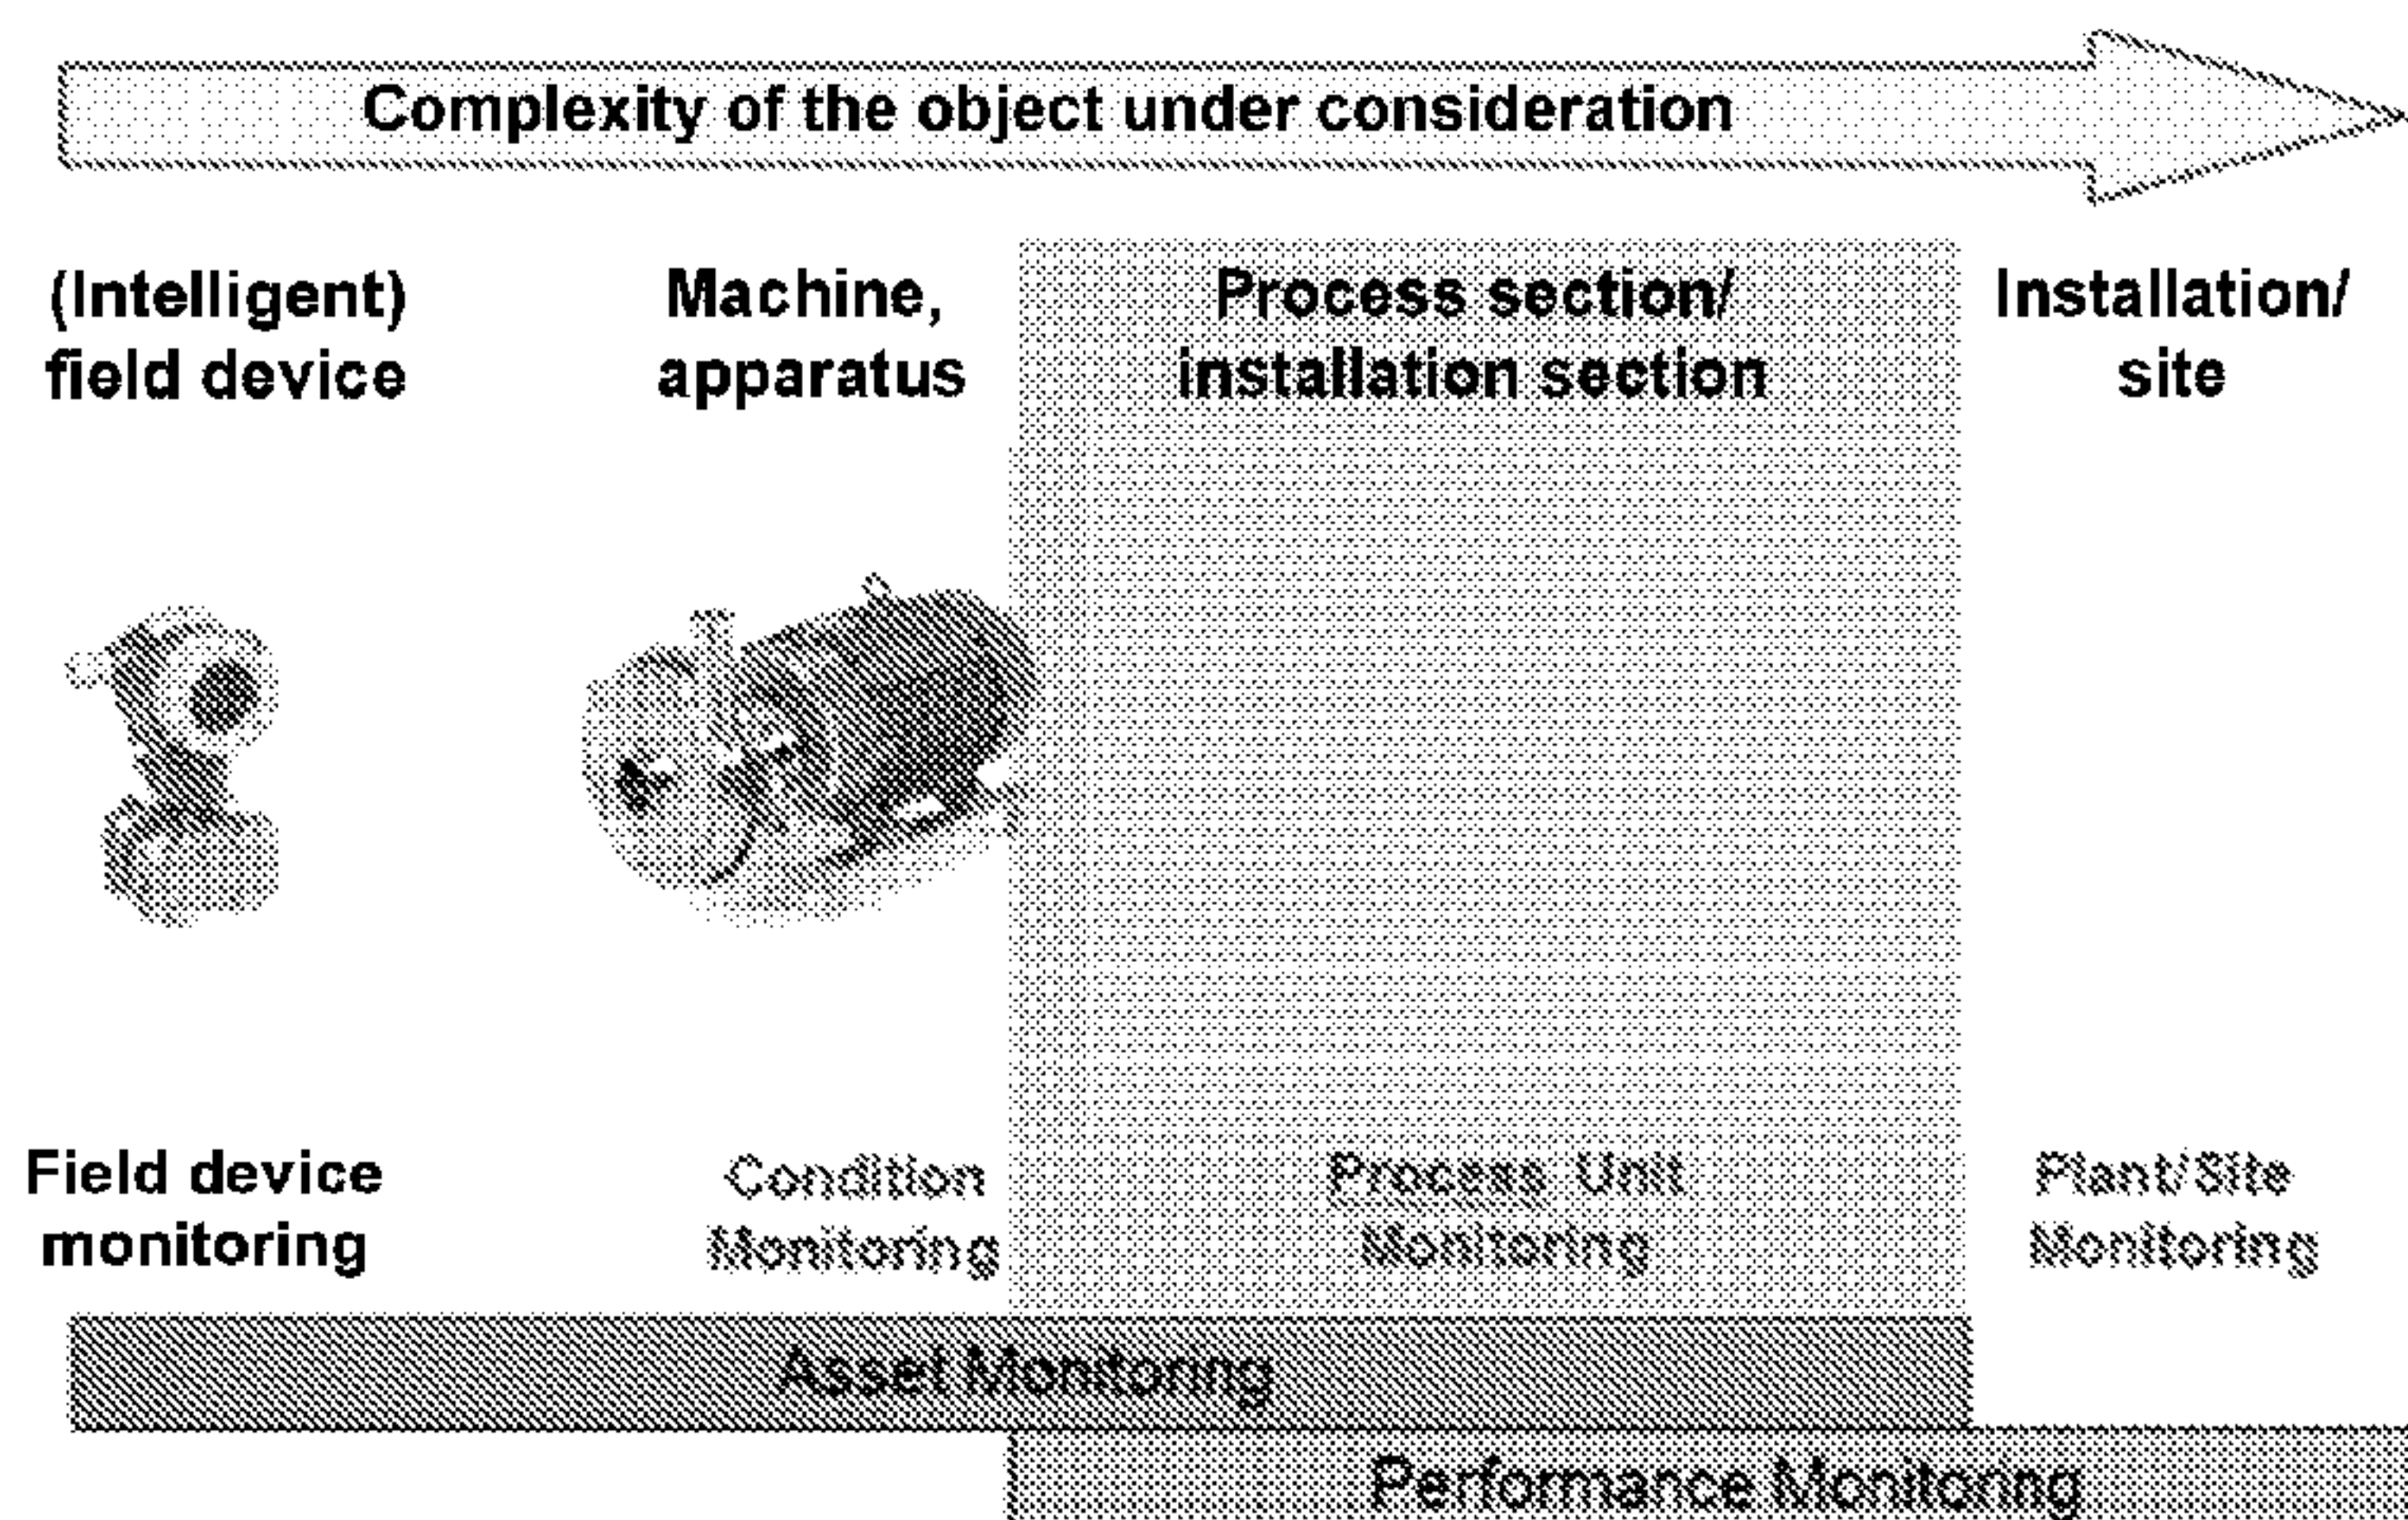 Complexity of the object under consideration
(Intelligent)
field device
Machine,
apparatus
Process section/
installation section
Installation/
site
Field device
monitoring
Condition
Monitoring
Process Unit
Monitoring
Plant/Site
Monitoring
Asset Monitoring
Performance Monitoring